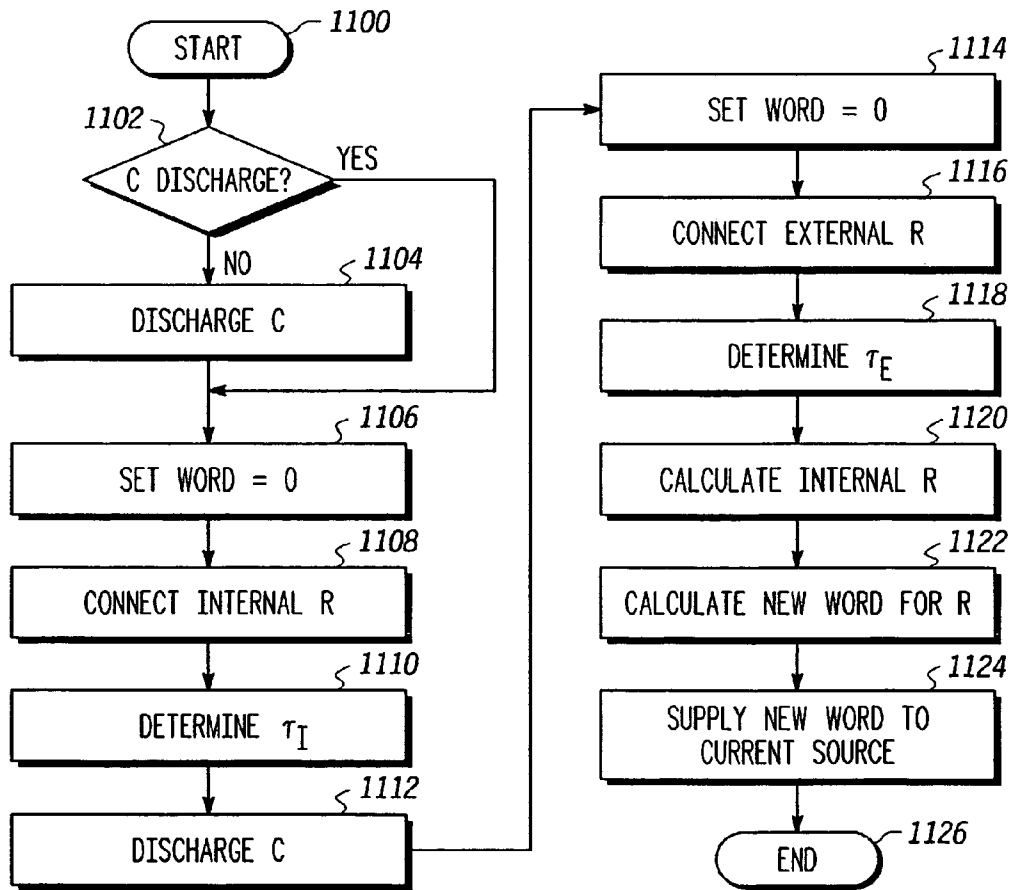 1100
START
1102
C DISCHARGE?
YES
NO
1104
DISCHARGE C
1106
SET WORD = 0
1108
CONNECT INTERNAL R
1110
DETERMINE τI
1112
DISCHARGE C
1114
SET WORD = 0
1116
CONNECT EXTERNAL R
1118
DETERMINE τE
1120
CALCULATE INTERNAL R
1122
CALCULATE NEW WORD FOR R
1124
SUPPLY NEW WORD TO
CURRENT SOURCE
1126
END